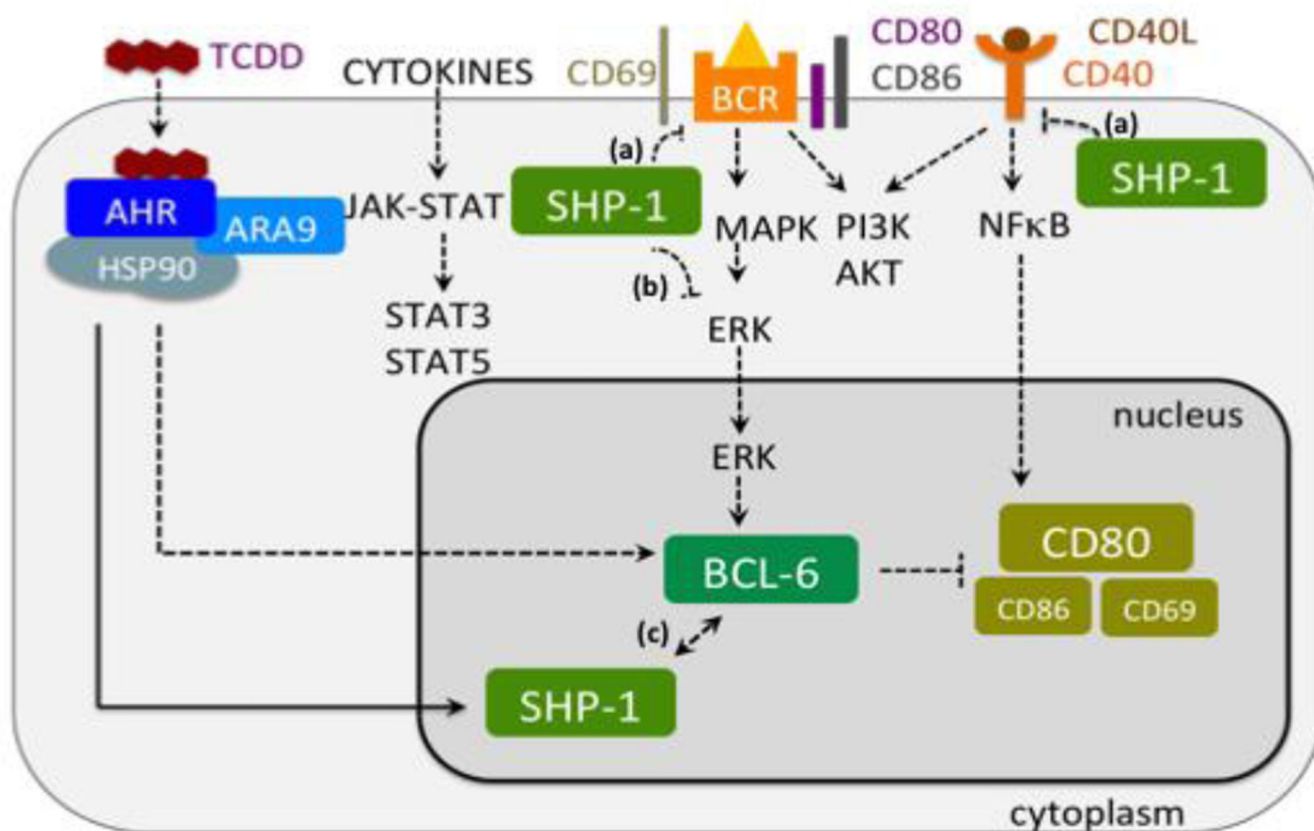 TCDD
CYTOKINES
CD69
BCR
CD80
CD86
CD40L
CD40
(a)
(a)
SHP-1
AHR
ARA9
HSP90
JAK-STAT
SHP-1
MAPK
PI3K
AKT
NFκB
(b)
STAT3
STAT5
ERK
nucleus
ERK
CD80
BCL-6
CD86
CD69
(c)
SHP-1
cytoplasm